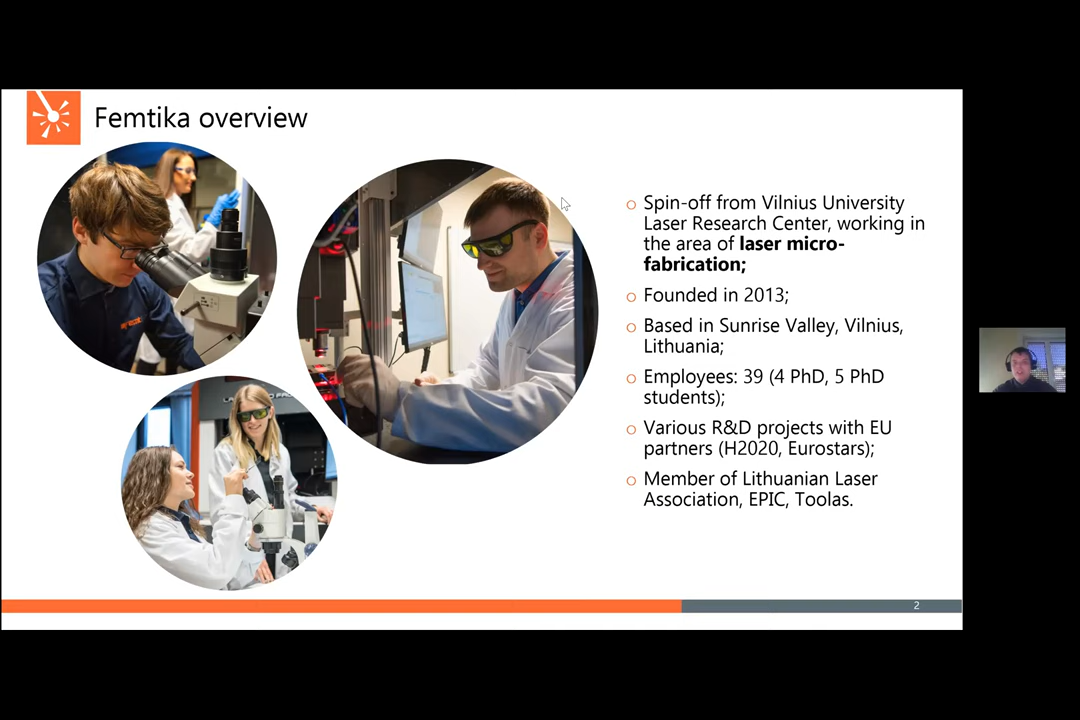 Femtika overview
Spin-off from Vilnius University
Laser Research Center, working in
the area of laser micro-
fabrication;
Founded in 2013;
Based in Sunrise Valley, Vilnius,
Lithuania;
Employees: 39 (4 PhD, 5 PhD
students);
Various R&D projects with EU
partners (H2020, Eurostars);
Member of Lithuanian Laser
Association, EPIC, Toolas.
2